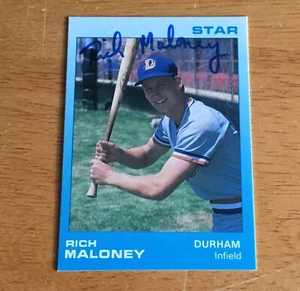 STAR
Rich Maloney
D
RICH
MALONEY
DURHAM
Infield